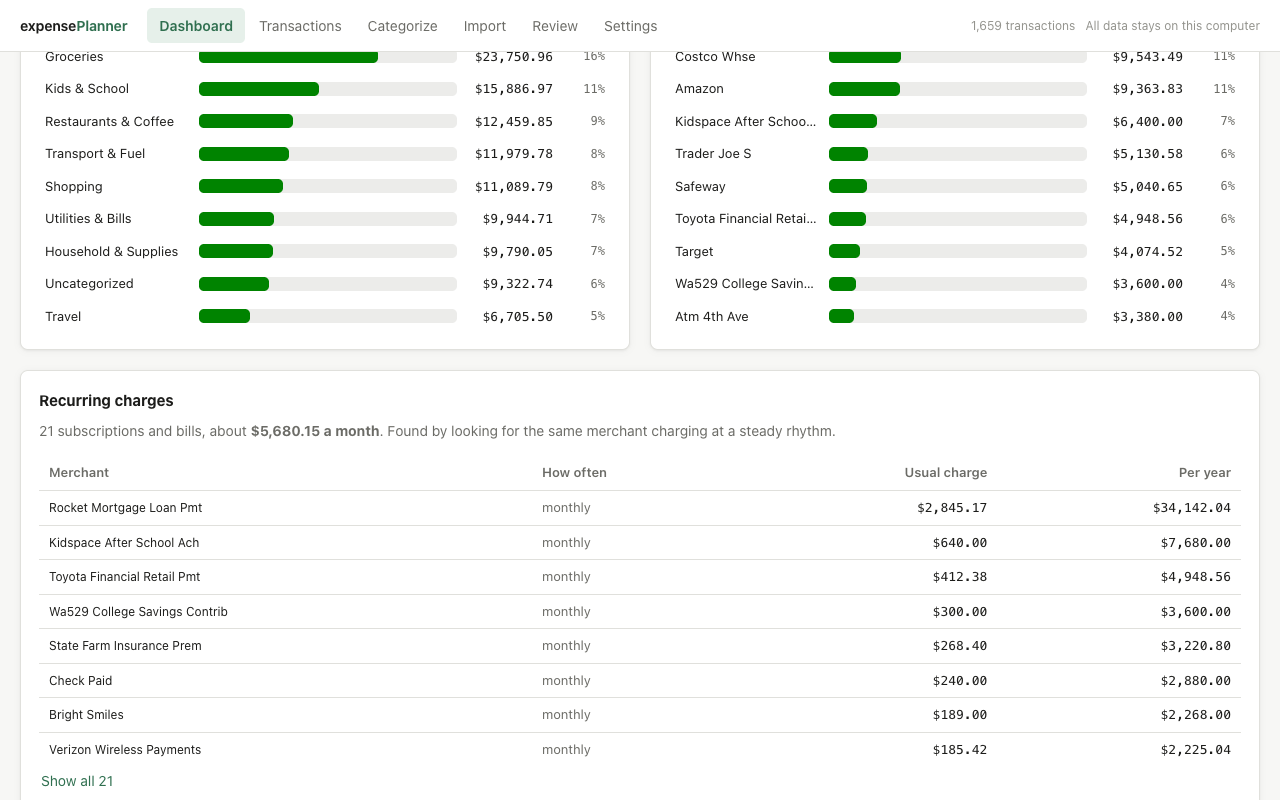 expensePlanner Dashboard Transactions Categorize Import Review Settings 1,659 transactions All data stays on this computer
Groceries $23,750.96 16%
Kids & School $15,886.97 11%
Restaurants & Coffee $12,459.85 9%
Transport & Fuel $11,979.78 8%
Shopping $11,089.79 8%
Utilities & Bills $9,944.71 7%
Household & Supplies $9,790.05 7%
Uncategorized $9,322.74 6%
Travel $6,705.50 5%
Costco Whse $9,543.49 11%
Amazon $9,363.83 11%
Kidspace After Schoo... $6,400.00 7%
Trader Joe S $5,130.58 6%
Safeway $5,040.65 6%
Toyota Financial Retai... $4,948.56 6%
Target $4,074.52 5%
Wa529 College Savin... $3,600.00 4%
Atm 4th Ave $3,380.00 4%
Recurring charges
21 subscriptions and bills, about $5,680.15 a month. Found by looking for the same merchant charging at a steady rhythm.
Merchant How often Usual charge Per year
Rocket Mortgage Loan Pmt monthly $2,845.17 $34,142.04
Kidspace After School Ach monthly $640.00 $7,680.00
Toyota Financial Retail Pmt monthly $412.38 $4,948.56
Wa529 College Savings Contrib monthly $300.00 $3,600.00
State Farm Insurance Prem monthly $268.40 $3,220.80
Check Paid monthly $240.00 $2,880.00
Bright Smiles monthly $189.00 $2,268.00
Verizon Wireless Payments monthly $185.42 $2,225.04
Show all 21